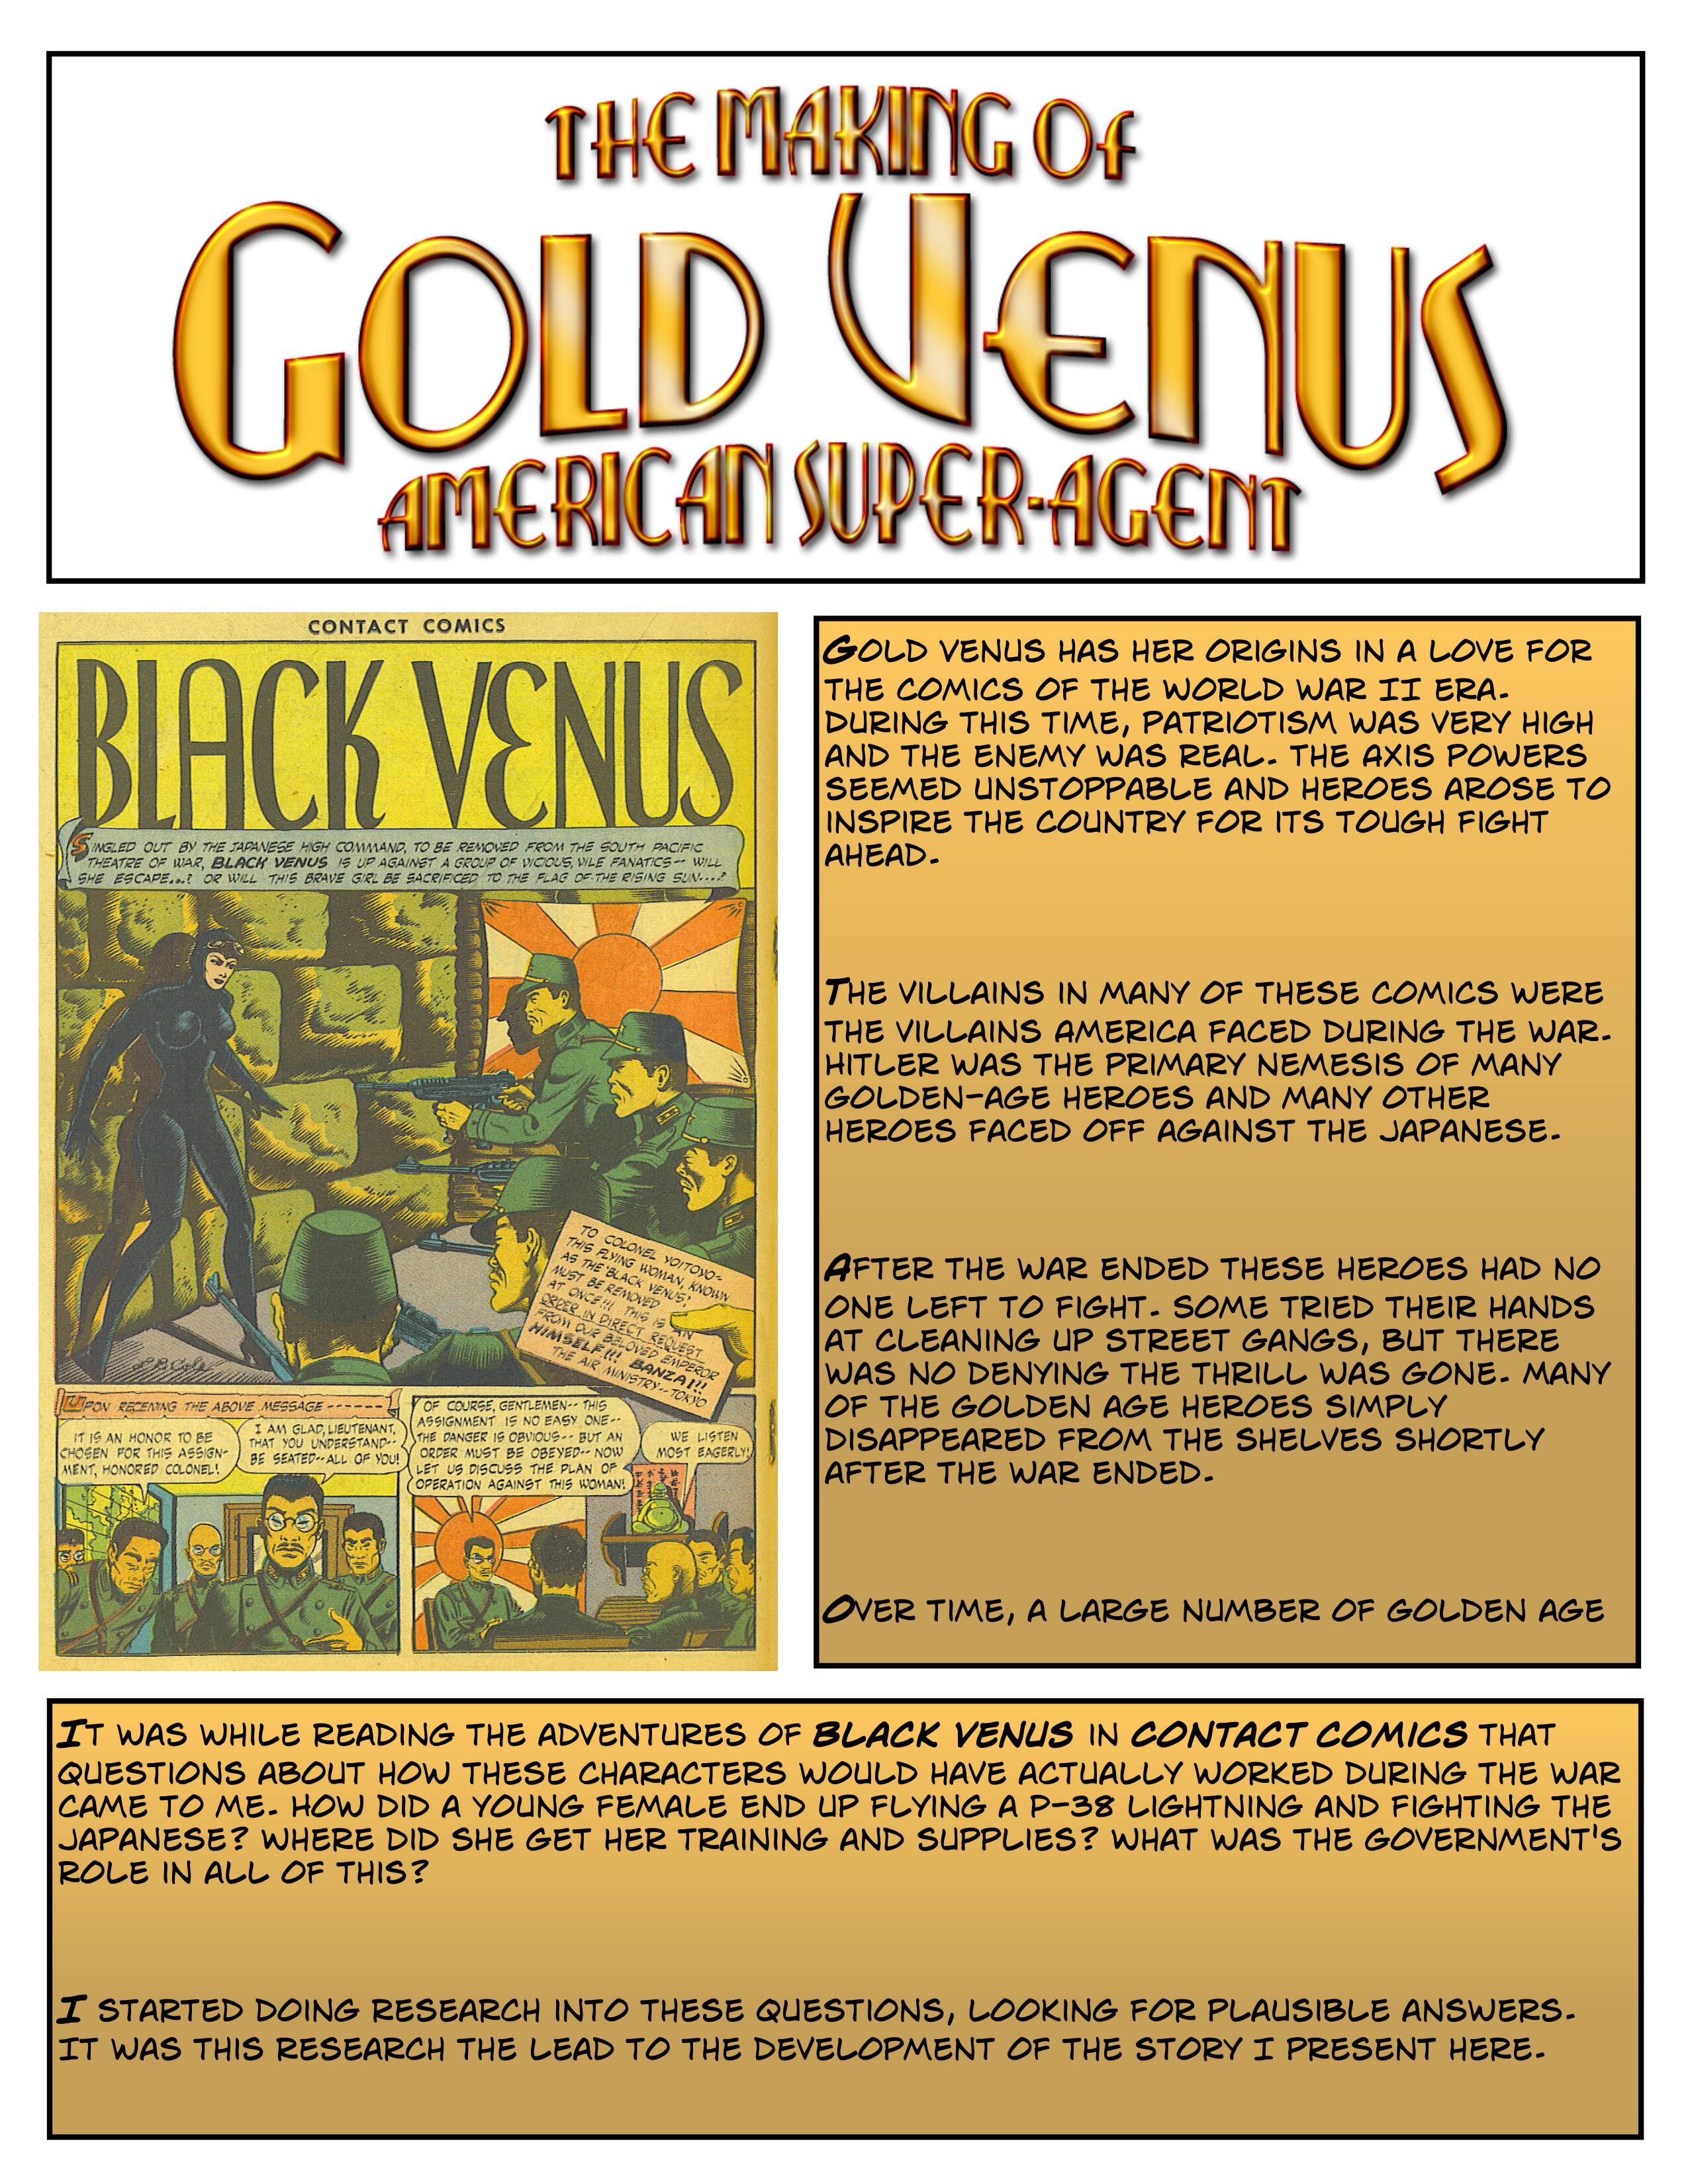 THE MAKING OF
GOLD VENUS
AMERICAN SUPER-AGENT
CONTACT COMICS
BLACK VENUS
SINGLED OUT BY THE JAPANESE HIGH COMMAND, TO BE REMOVED FROM THE SOUTH PACIFIC
THEATRE OF WAR, BLACK VENUS IS UP AGAINST A GROUP OF VICIOUS, VILE FANATICS-- WILL
SHE ESCAPE...? OR WILL THIS BRAVE GIRL BE SACRIFICED TO THE FLAG OF THE RISING SUN....?
TO COLONEL YOITOYO-
THIS FLYING WOMAN, KNOWN
AS THE 'BLACK VENUS,'
MUST BE REMOVED
AT ONCE!!! THIS IS AN
ORDER IN DIRECT REQUEST
FROM OUR BELOVED EMPEROR
HIMSELF!!! BANZAI!!!
THE AIR MINISTRY-- TOKYO
L.B. Cole
UPON RECEIVING THE ABOVE MESSAGE ------
IT IS AN HONOR TO BE
CHOSEN FOR THIS ASSIGN-
MENT, HONORED COLONEL!
I AM GLAD, LIEUTENANT,
THAT YOU UNDERSTAND--
BE SEATED--ALL OF YOU!
OF COURSE, GENTLEMEN-- THIS
ASSIGNMENT IS NO EASY ONE--
THE DANGER IS OBVIOUS-- BUT AN
ORDER MUST BE OBEYED-- NOW
LET US DISCUSS THE PLAN OF
OPERATION AGAINST THIS WOMAN!
WE LISTEN
MOST EAGERLY!
GOLD VENUS HAS HER ORIGINS IN A LOVE FOR
THE COMICS OF THE WORLD WAR II ERA.
DURING THIS TIME, PATRIOTISM WAS VERY HIGH
AND THE ENEMY WAS REAL. THE AXIS POWERS
SEEMED UNSTOPPABLE AND HEROES AROSE TO
INSPIRE THE COUNTRY FOR ITS TOUGH FIGHT
AHEAD.
THE VILLAINS IN MANY OF THESE COMICS WERE
THE VILLAINS AMERICA FACED DURING THE WAR.
HITLER WAS THE PRIMARY NEMESIS OF MANY
GOLDEN-AGE HEROES AND MANY OTHER
HEROES FACED OFF AGAINST THE JAPANESE.
AFTER THE WAR ENDED THESE HEROES HAD NO
ONE LEFT TO FIGHT. SOME TRIED THEIR HANDS
AT CLEANING UP STREET GANGS, BUT THERE
WAS NO DENYING THE THRILL WAS GONE. MANY
OF THE GOLDEN AGE HEROES SIMPLY
DISAPPEARED FROM THE SHELVES SHORTLY
AFTER THE WAR ENDED.
OVER TIME, A LARGE NUMBER OF GOLDEN AGE
IT WAS WHILE READING THE ADVENTURES OF BLACK VENUS IN CONTACT COMICS THAT
QUESTIONS ABOUT HOW THESE CHARACTERS WOULD HAVE ACTUALLY WORKED DURING THE WAR
CAME TO ME. HOW DID A YOUNG FEMALE END UP FLYING A P-38 LIGHTNING AND FIGHTING THE
JAPANESE? WHERE DID SHE GET HER TRAINING AND SUPPLIES? WHAT WAS THE GOVERNMENT'S
ROLE IN ALL OF THIS?
I STARTED DOING RESEARCH INTO THESE QUESTIONS, LOOKING FOR PLAUSIBLE ANSWERS.
IT WAS THIS RESEARCH THE LEAD TO THE DEVELOPMENT OF THE STORY I PRESENT HERE.